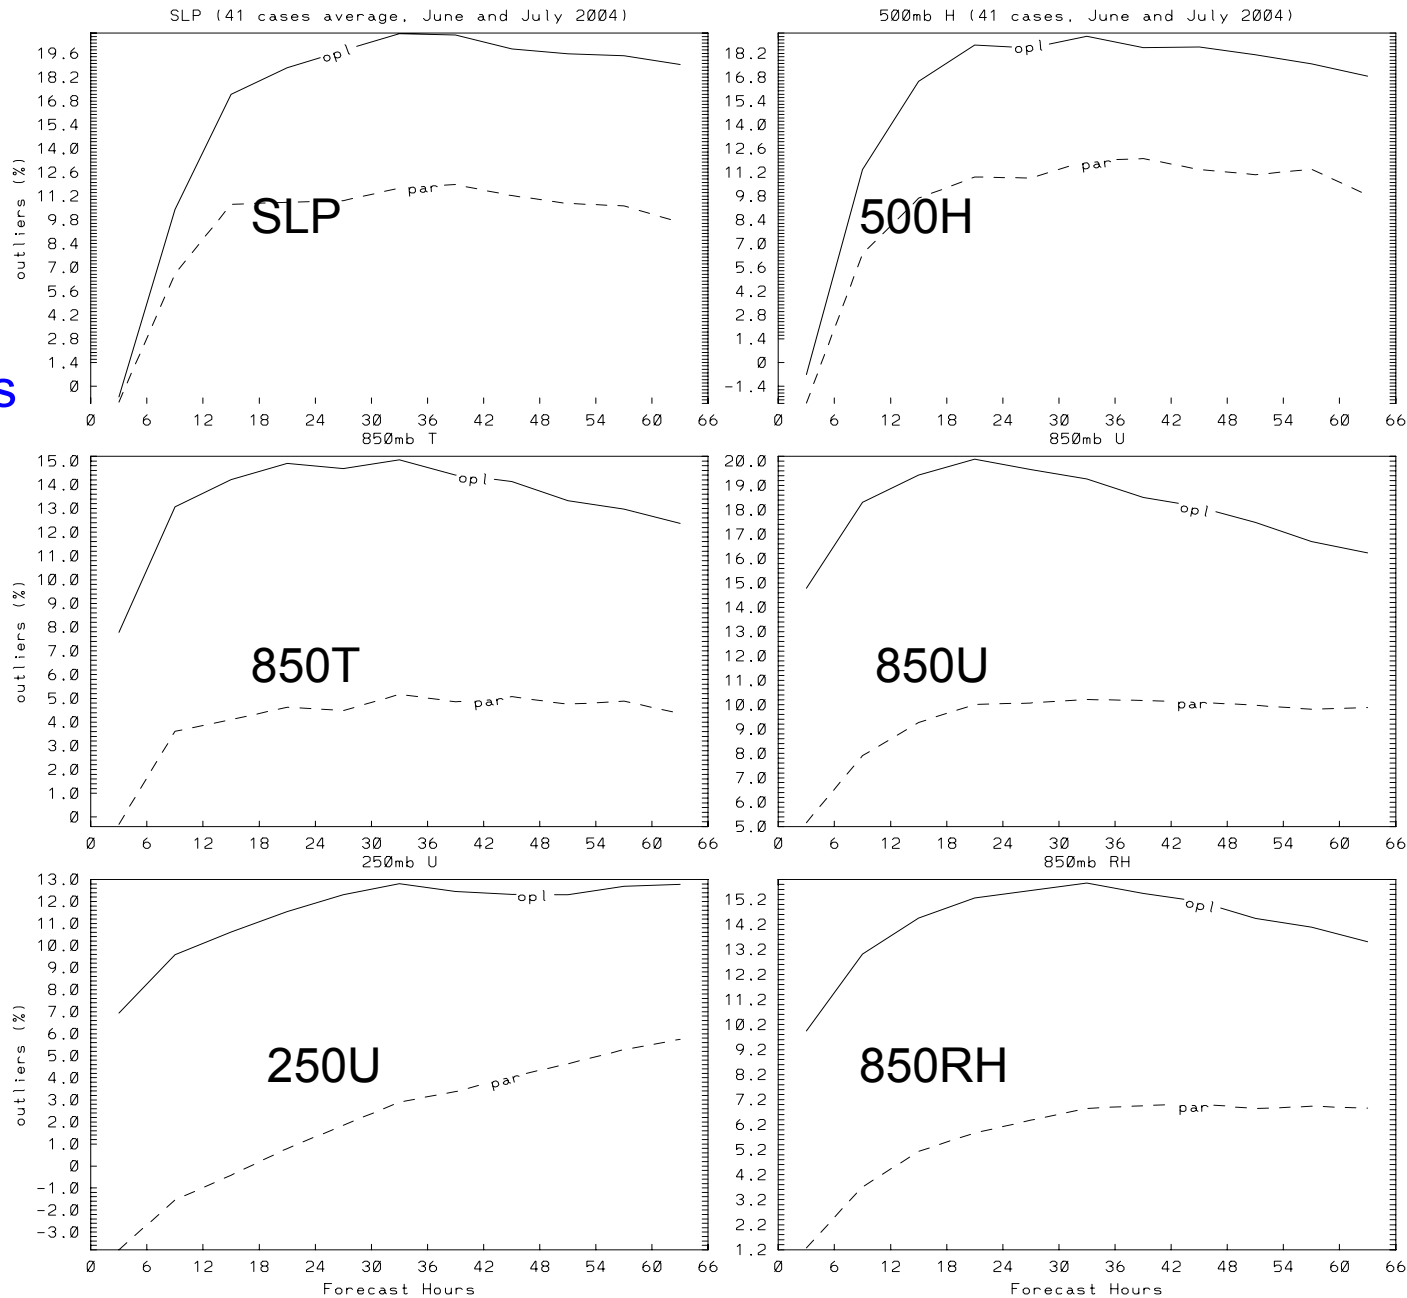 SLP (41 cases average, June and July 2004)
500mb H (41 cases, June and July 2004)
outliers (%)
19.6
18.2
16.8
15.4
14.0
12.6
11.2
9.8
8.4
7.0
5.6
4.2
2.8
1.4
0
opl
par
SLP
s
0 6 12 18 24 30 36 42 48 54 60 66
18.2
16.8
15.4
14.0
12.6
11.2
9.8
8.4
7.0
5.6
4.2
2.8
1.4
0
-1.4
opl
par
500H
0 6 12 18 24 30 36 42 48 54 60 66
850mb T
850mb U
outliers (%)
15.0
14.0
13.0
12.0
11.0
10.0
9.0
8.0
7.0
6.0
5.0
4.0
3.0
2.0
1.0
0
opl
par
850T
0 6 12 18 24 30 36 42 48 54 60 66
20.0
19.0
18.0
17.0
16.0
15.0
14.0
13.0
12.0
11.0
10.0
9.0
8.0
7.0
6.0
5.0
opl
par
850U
0 6 12 18 24 30 36 42 48 54 60 66
250mb U
850mb RH
outliers (%)
13.0
12.0
11.0
10.0
9.0
8.0
7.0
6.0
5.0
4.0
3.0
2.0
1.0
0
-1.0
-2.0
-3.0
opl
par
250U
0 6 12 18 24 30 36 42 48 54 60 66
Forecast Hours
15.2
14.2
13.2
12.2
11.2
10.2
9.2
8.2
7.2
6.2
5.2
4.2
3.2
2.2
1.2
opl
par
850RH
0 6 12 18 24 30 36 42 48 54 60 66
Forecast Hours